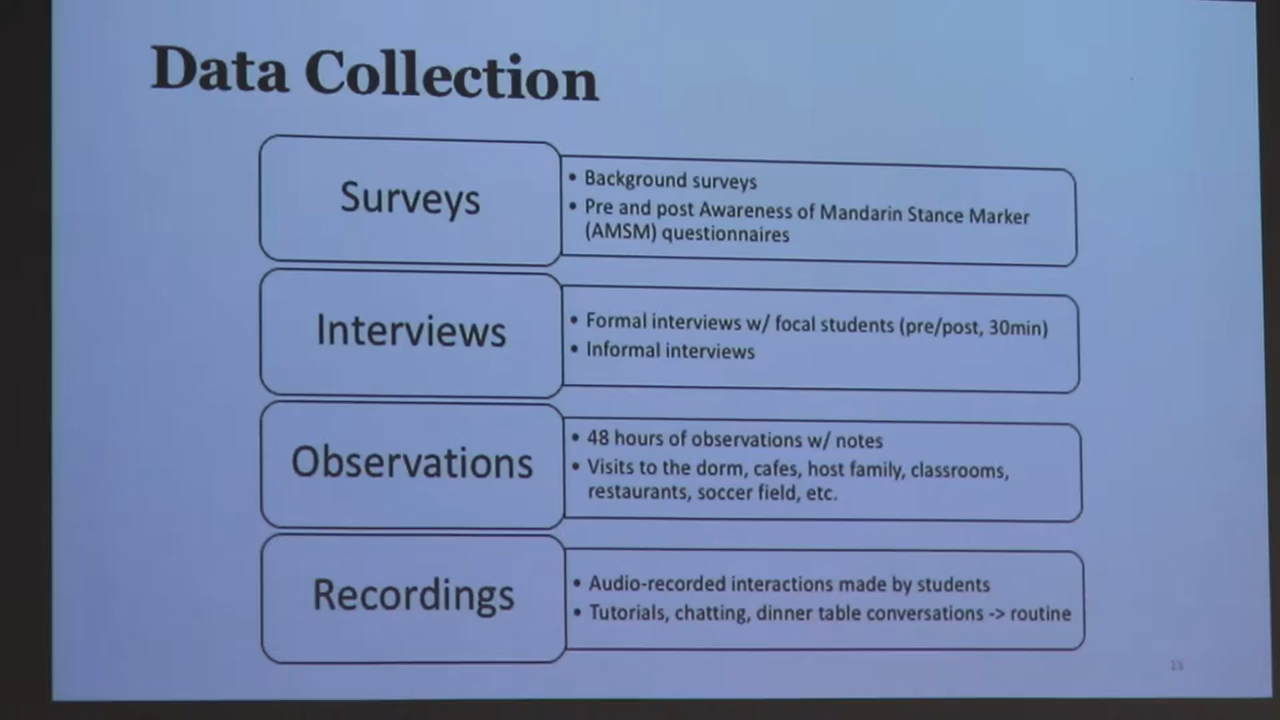 Data Collection
Surveys
• Background surveys
• Pre and post Awareness of Mandarin Stance Marker
(AMSM) questionnaires
Interviews
• Formal interviews w/ focal students (pre/post, 30min)
• Informal interviews
Observations
• 48 hours of observations w/ notes
• Visits to the dorm, cafes, host family, classrooms,
restaurants, soccer field, etc.
Recordings
• Audio-recorded interactions made by students
• Tutorials, chatting, dinner table conversations -> routine